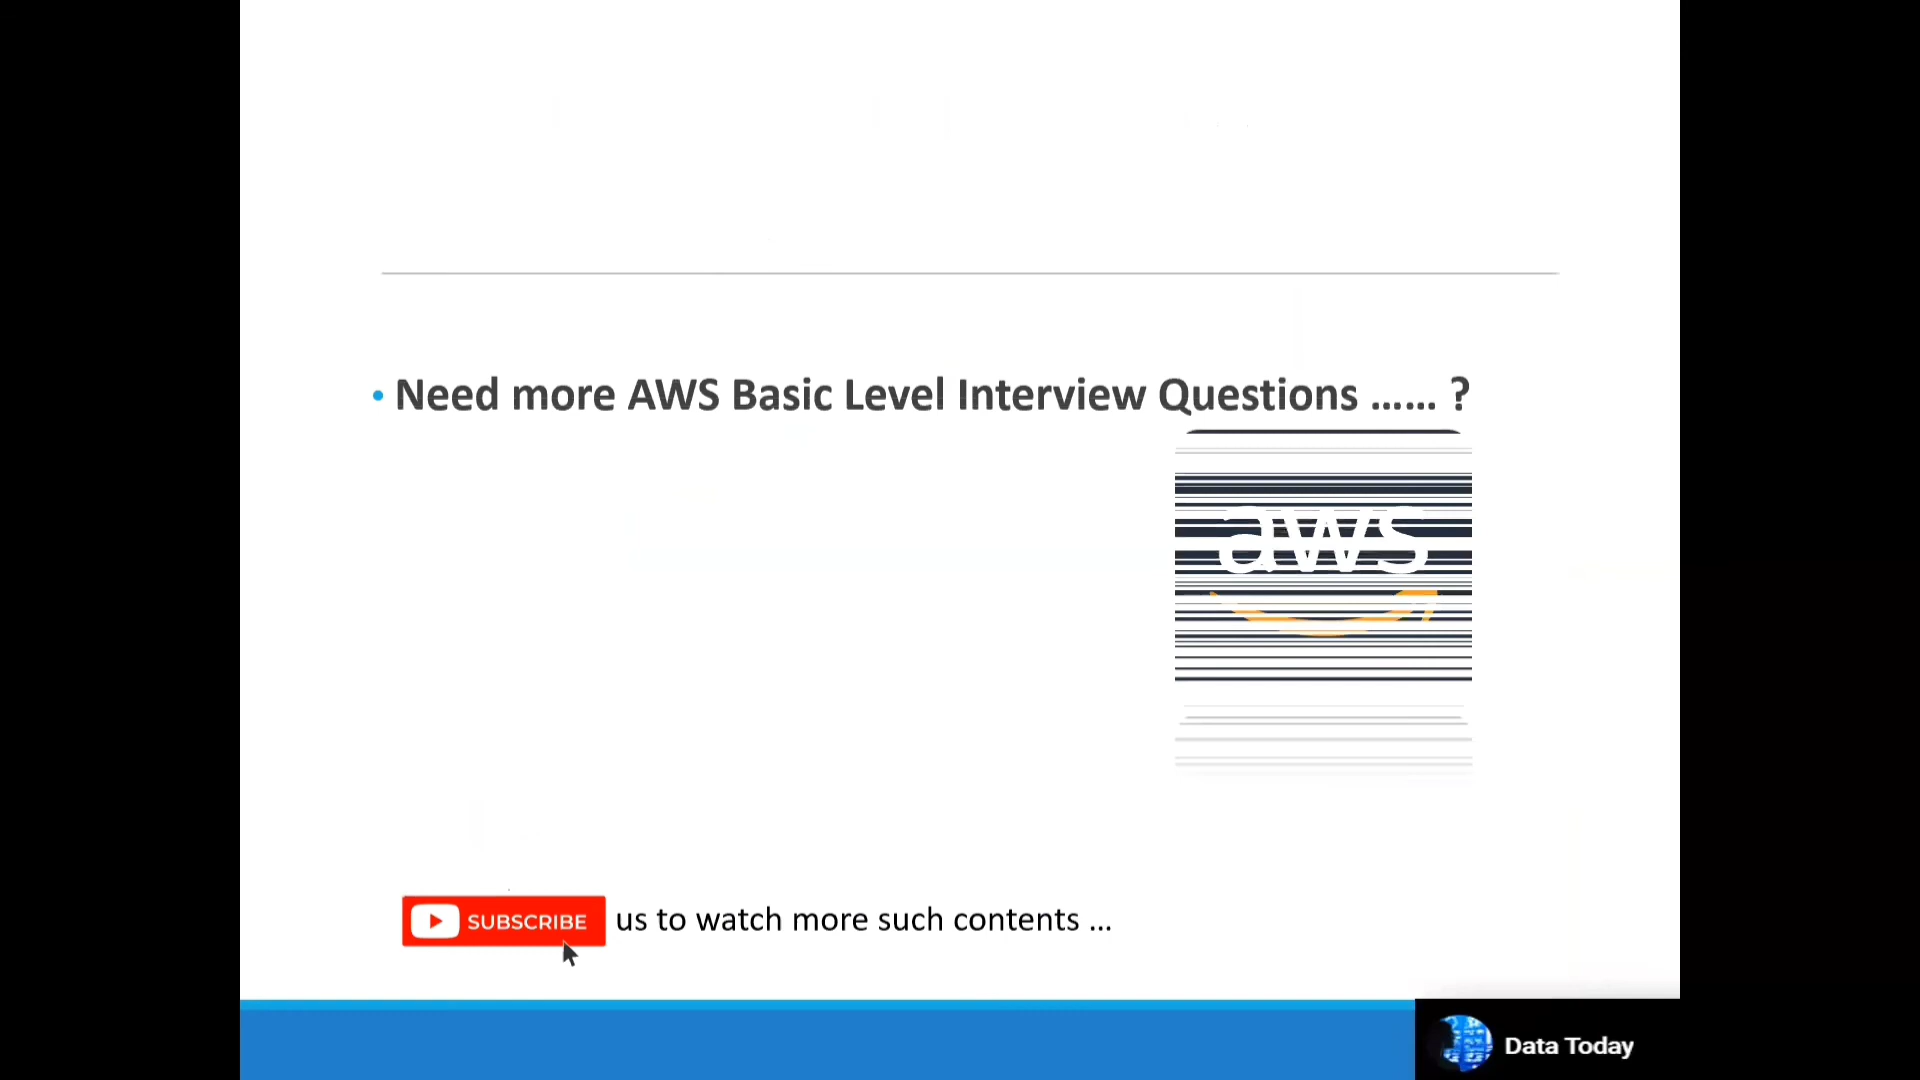 • Need more AWS Basic Level Interview Questions ...... ?
aws
SUBSCRIBE us to watch more such contents ...
Data Today